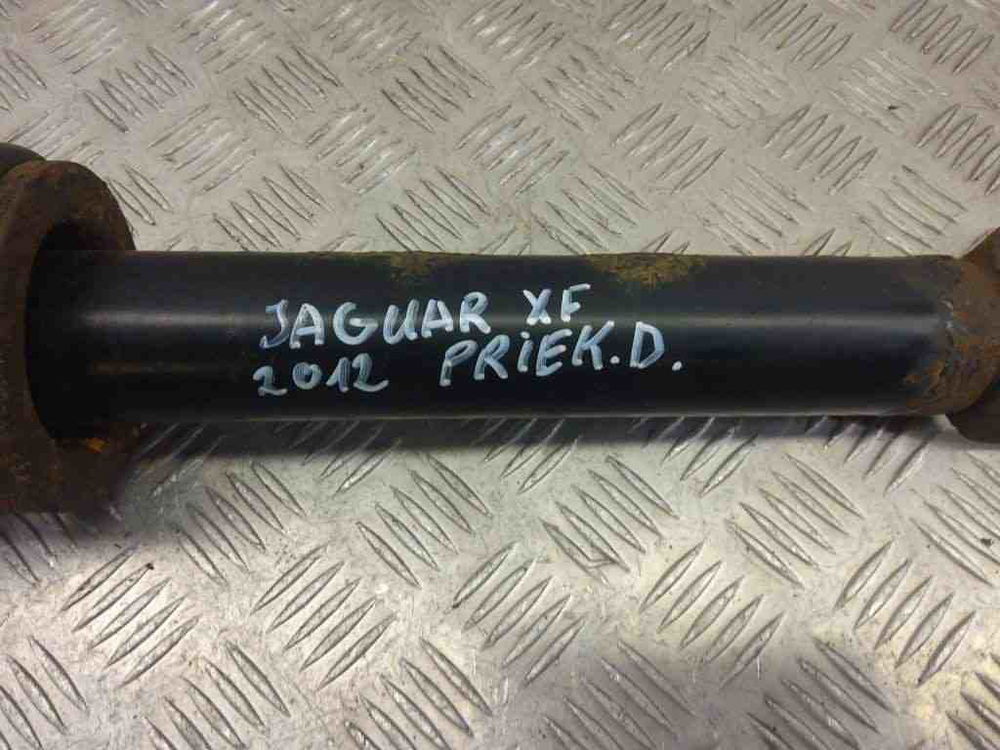 JAGUAR XF
2012 PRiEK.D.